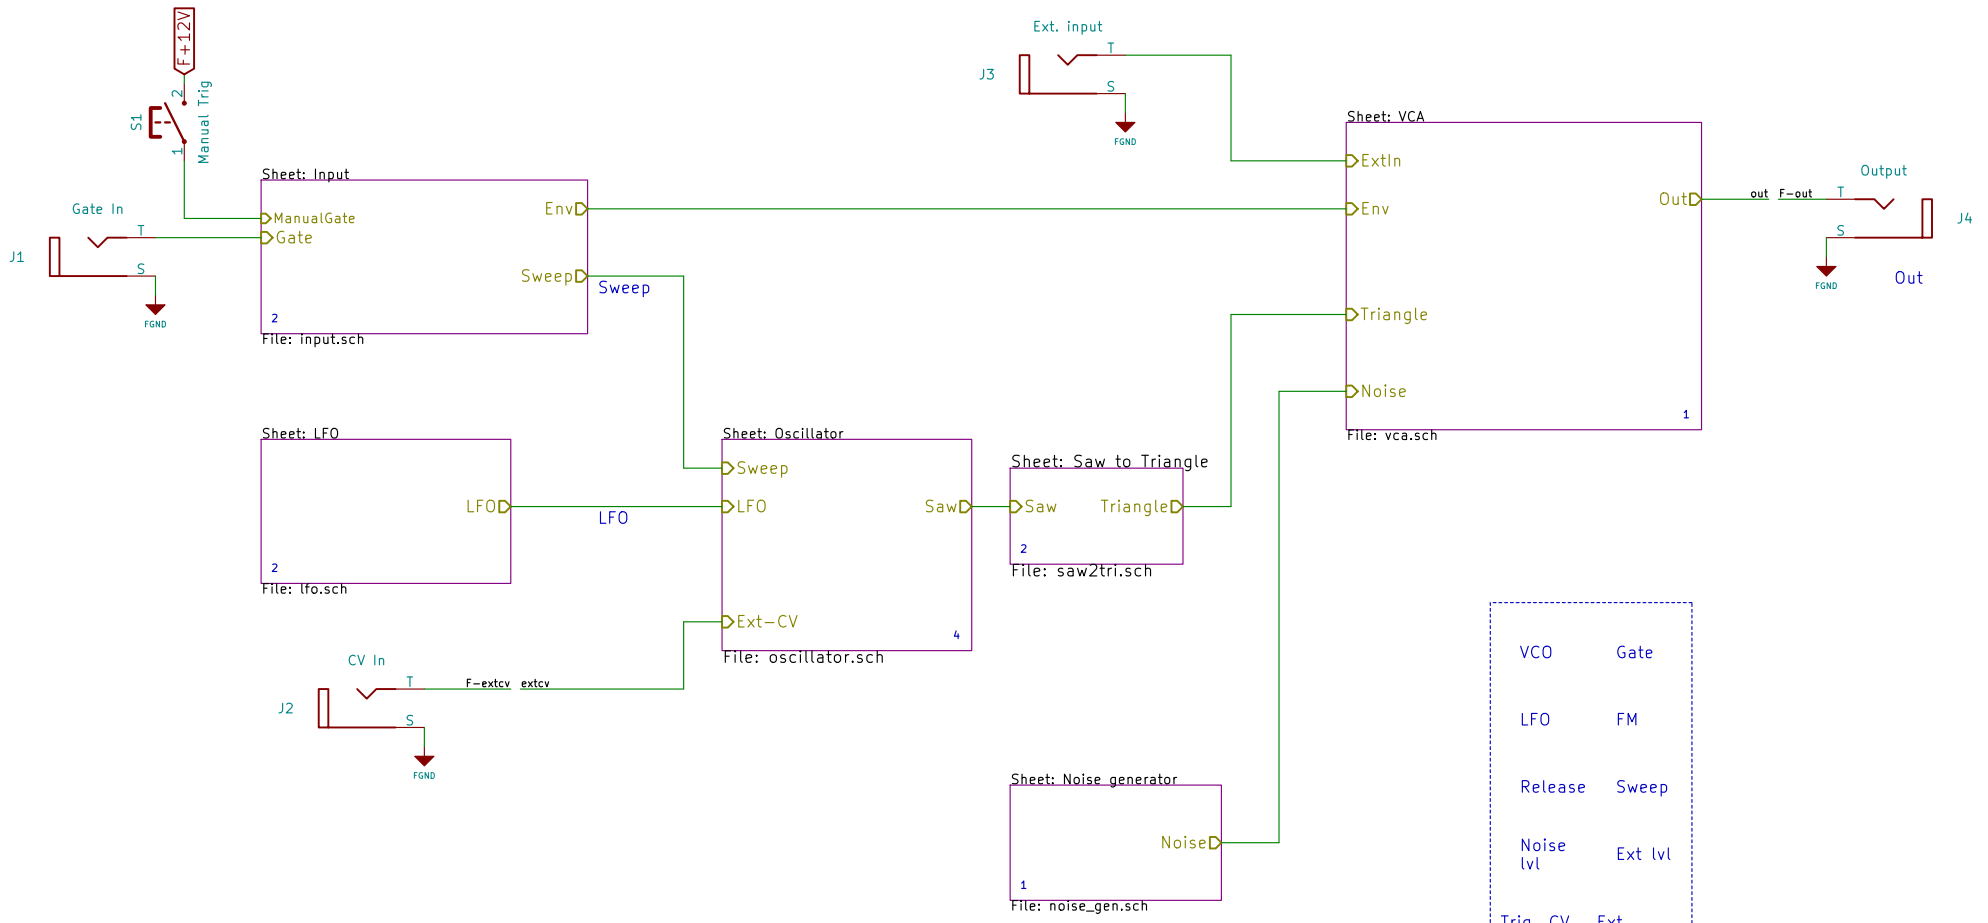 F+12V
2
S1
Manual Trig
1
Gate In
J1
T
S
FGND
Sheet: Input
ManualGate
Gate
Env
Sweep
2
File: input.sch
Sweep
Ext. input
J3
T
S
FGND
Sheet: VCA
ExtIn
Env
Triangle
Noise
Out
1
File: vca.sch
out F-out
Output
T
S
J4
FGND
Out
Sheet: LFO
LFO
2
File: lfo.sch
LFO
Sheet: Oscillator
Sweep
LFO
Saw
Ext-CV
4
File: oscillator.sch
Sheet: Saw to Triangle
Saw
Triangle
2
File: saw2tri.sch
CV In
J2
T
S
FGND
F-extcv extcv
Sheet: Noise generator
Noise
1
File: noise_gen.sch
VCO Gate
LFO FM
Release Sweep
Noise
lvl
Ext lvl
Trig CV Ext